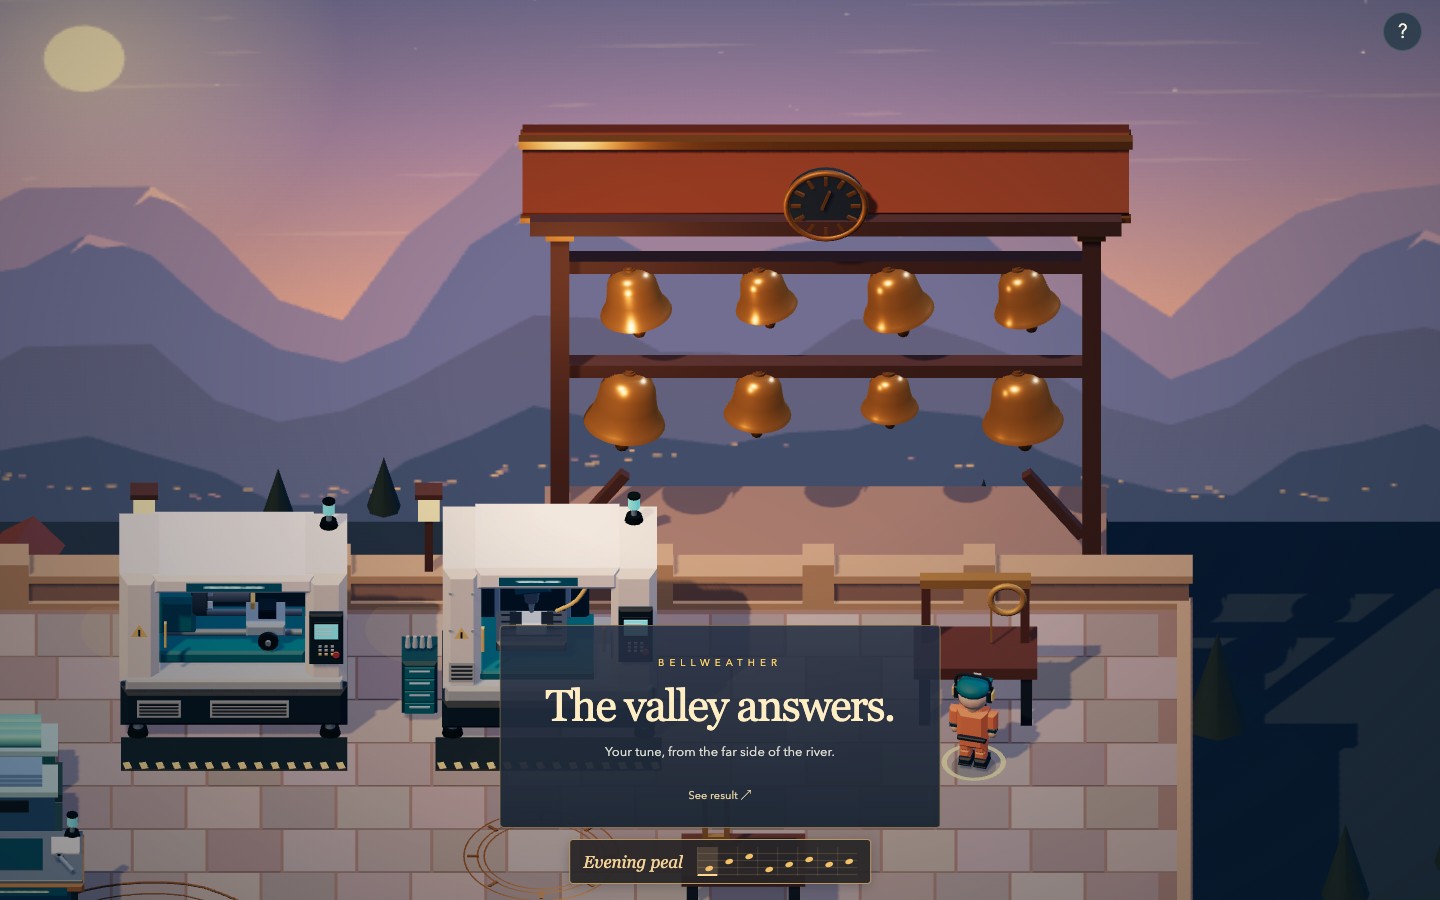 ?
BELLWEATHER
The valley answers.
Your tune, from the far side of the river.
See result ↗
Evening peal